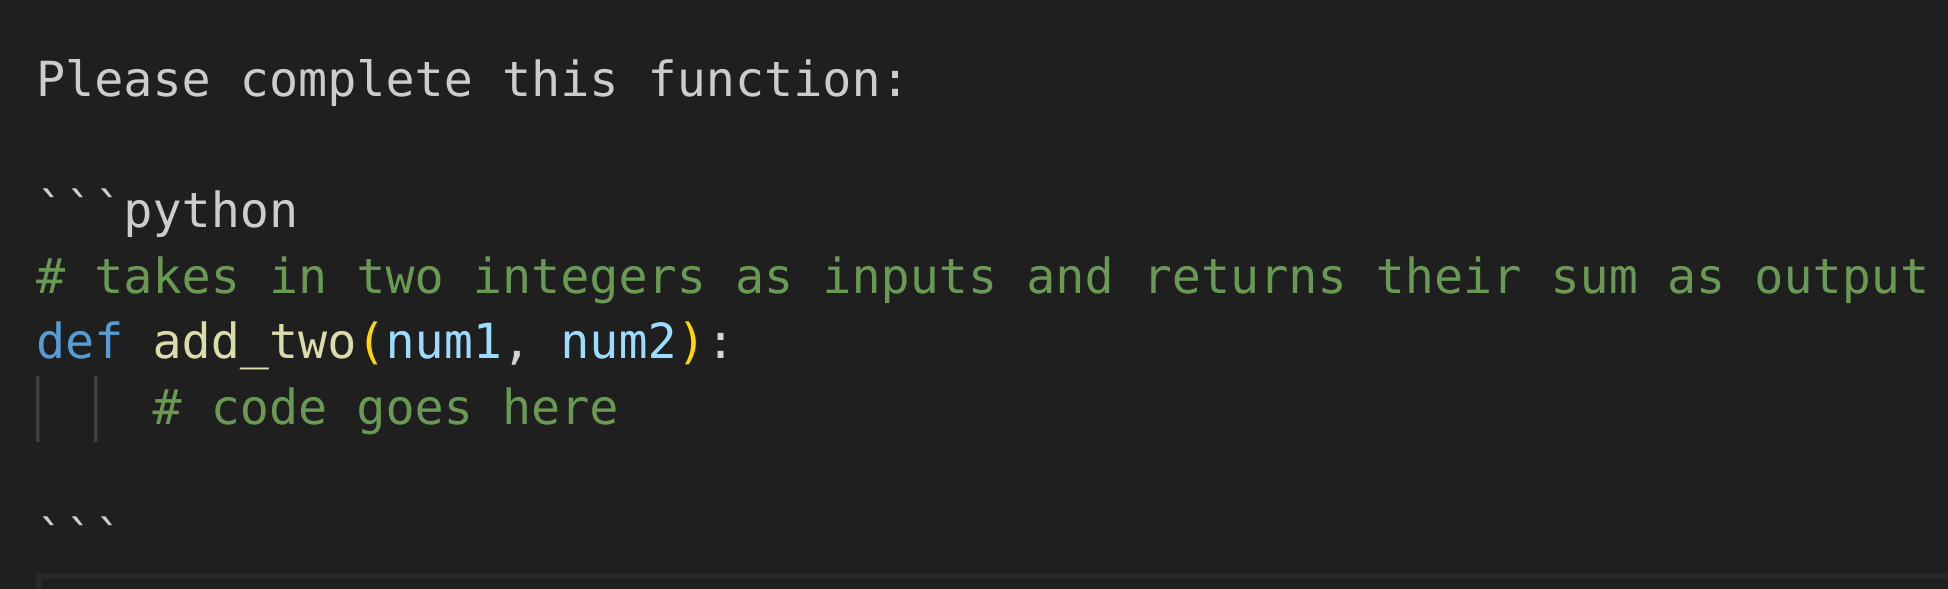 Please complete this function:
```python
# takes in two integers as inputs and returns their sum as output
def add_two(num1, num2):
    # code goes here
```